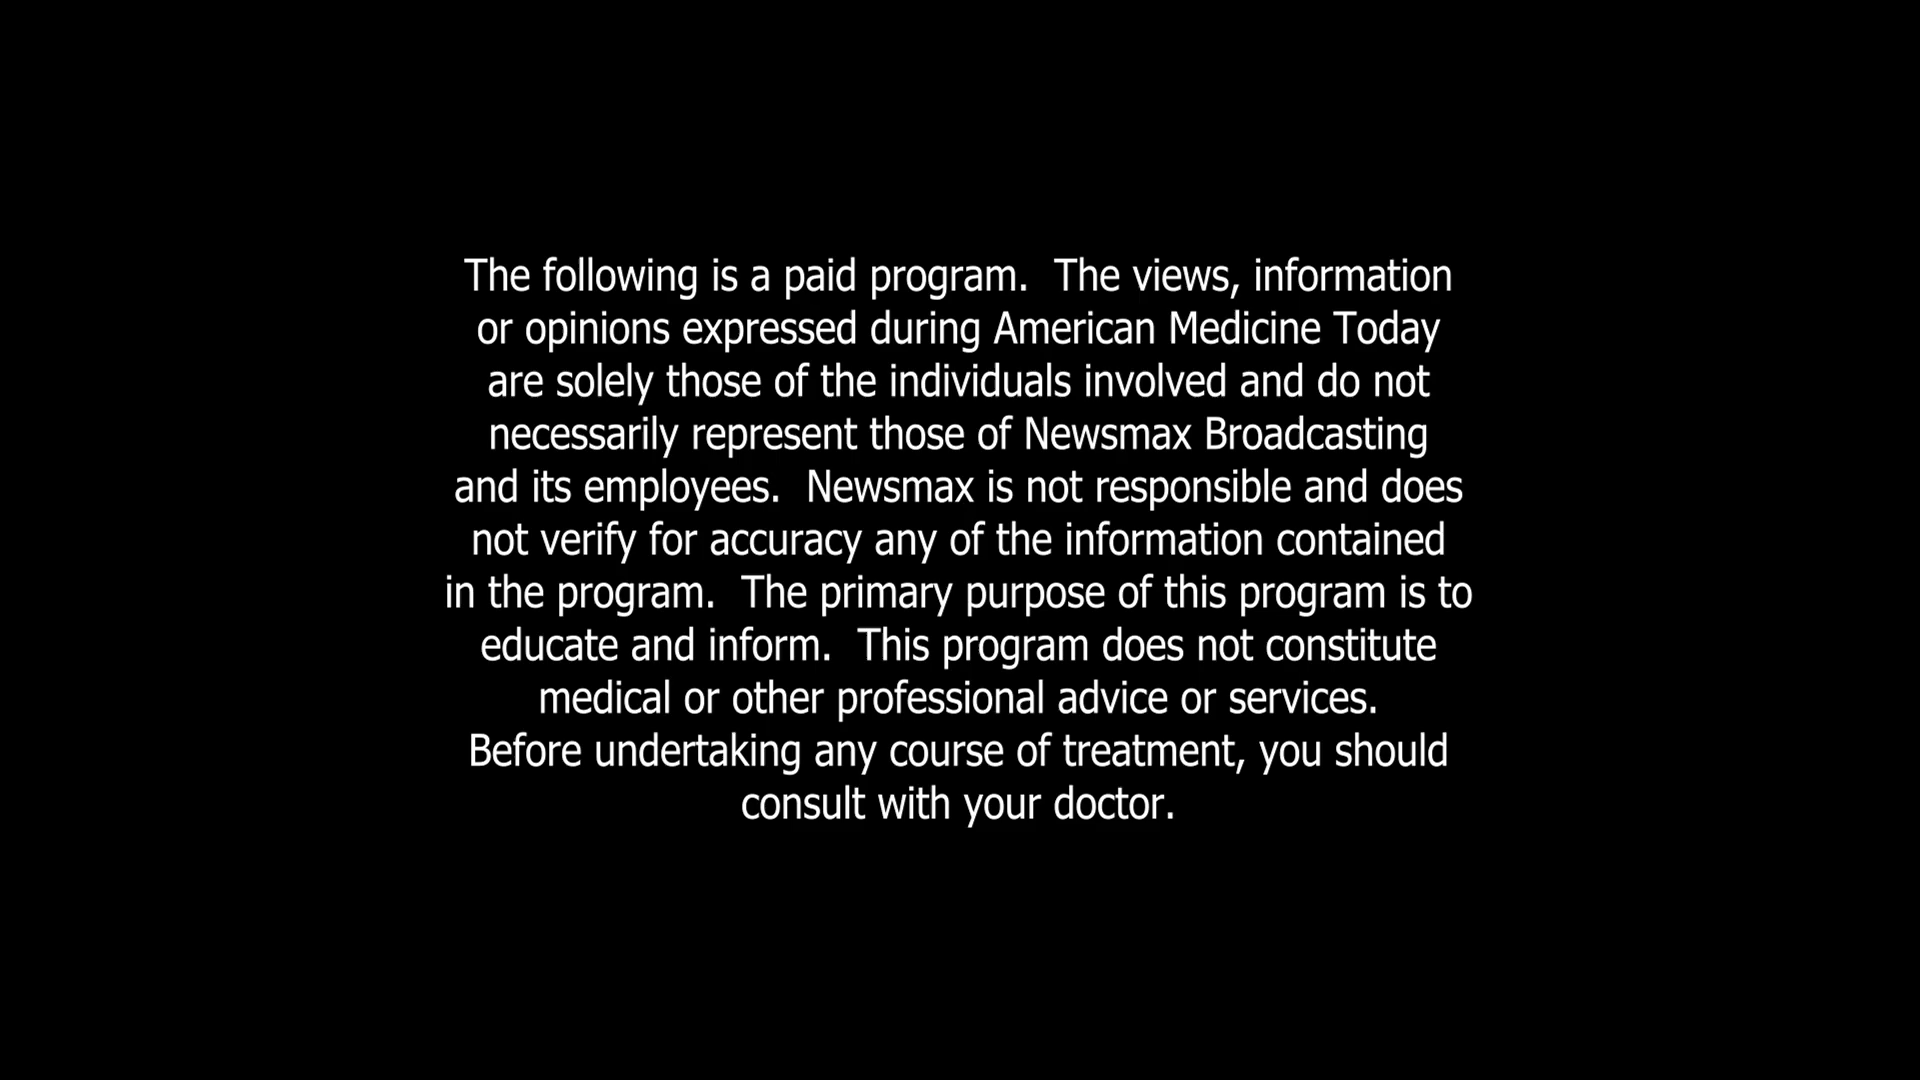 The following is a paid program.  The views, information
or opinions expressed during American Medicine Today
are solely those of the individuals involved and do not
necessarily represent those of Newsmax Broadcasting
and its employees.  Newsmax is not responsible and does
not verify for accuracy any of the information contained
in the program.  The primary purpose of this program is to
educate and inform.  This program does not constitute
medical or other professional advice or services.
Before undertaking any course of treatment, you should
consult with your doctor.